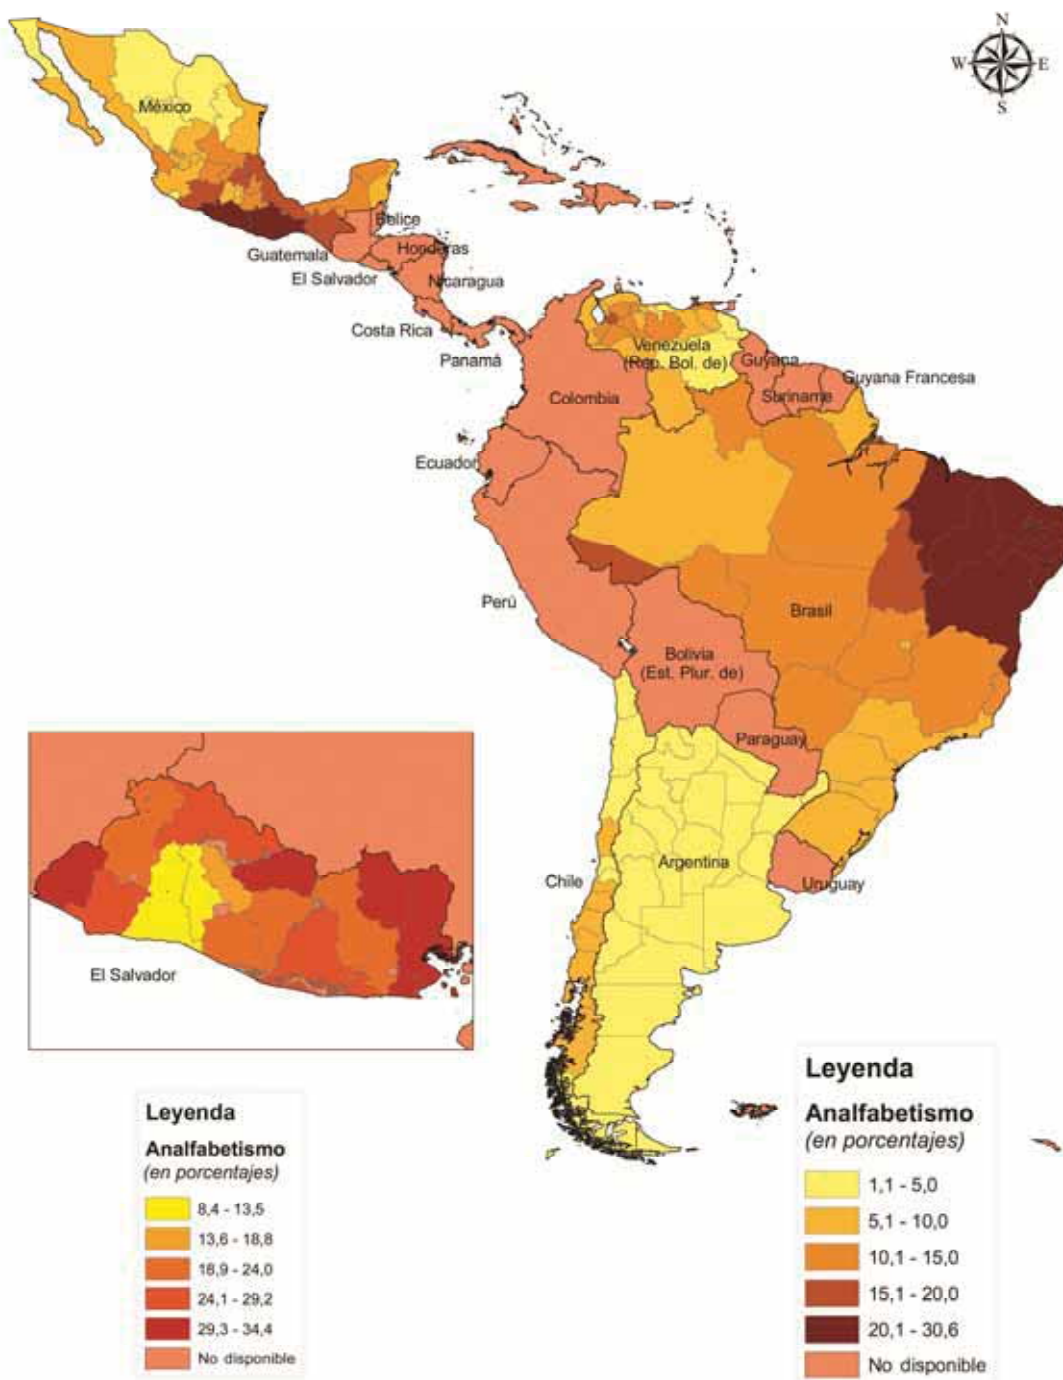 N
W E
S
México
Belice
Guatemala
Honduras
El Salvador
Nicaragua
Costa Rica
Panamá
Venezuela
(Rep. Bol. de)
Guyana
Guyana Francesa
Suriname
Colombia
Ecuador
Perú
Brasil
Bolivia
(Est. Plur. de)
Paraguay
Chile
Argentina
Uruguay
El Salvador
Leyenda
Analfabetismo
(en porcentajes)
8,4 - 13,5
13,6 - 18,8
18,9 - 24,0
24,1 - 29,2
29,3 - 34,4
No disponible
Leyenda
Analfabetismo
(en porcentajes)
1,1 - 5,0
5,1 - 10,0
10,1 - 15,0
15,1 - 20,0
20,1 - 30,6
No disponible